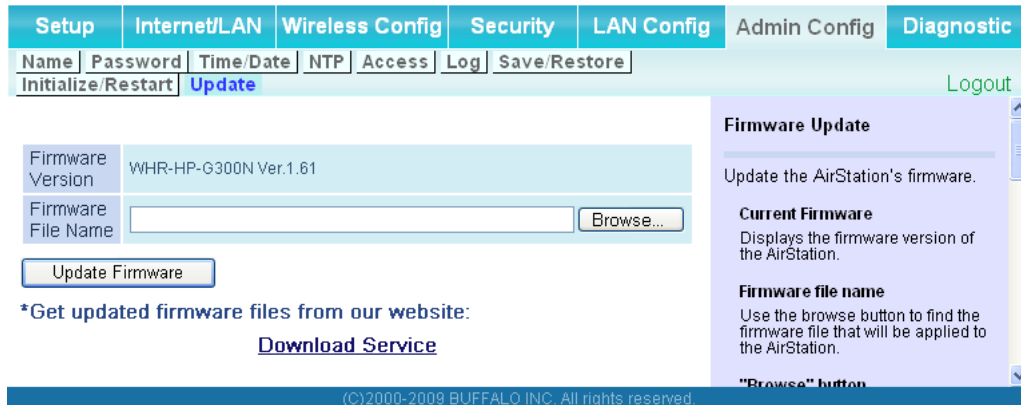 Setup Internet/LAN Wireless Config Security LAN Config Admin Config Diagnostic
Name Password Time/Date NTP Access Log Save/Restore
Initialize/Restart Update
Logout
Firmware Version WHR-HP-G300N Ver.1.61
Firmware File Name Browse...
Update Firmware
*Get updated firmware files from our website:
Download Service
Firmware Update
Update the AirStation's firmware.
Current Firmware
Displays the firmware version of
the AirStation.
Firmware file name
Use the browse button to find the
firmware file that will be applied to
the AirStation.
"Browse" button
(C)2000-2009 BUFFALO INC. All rights reserved.